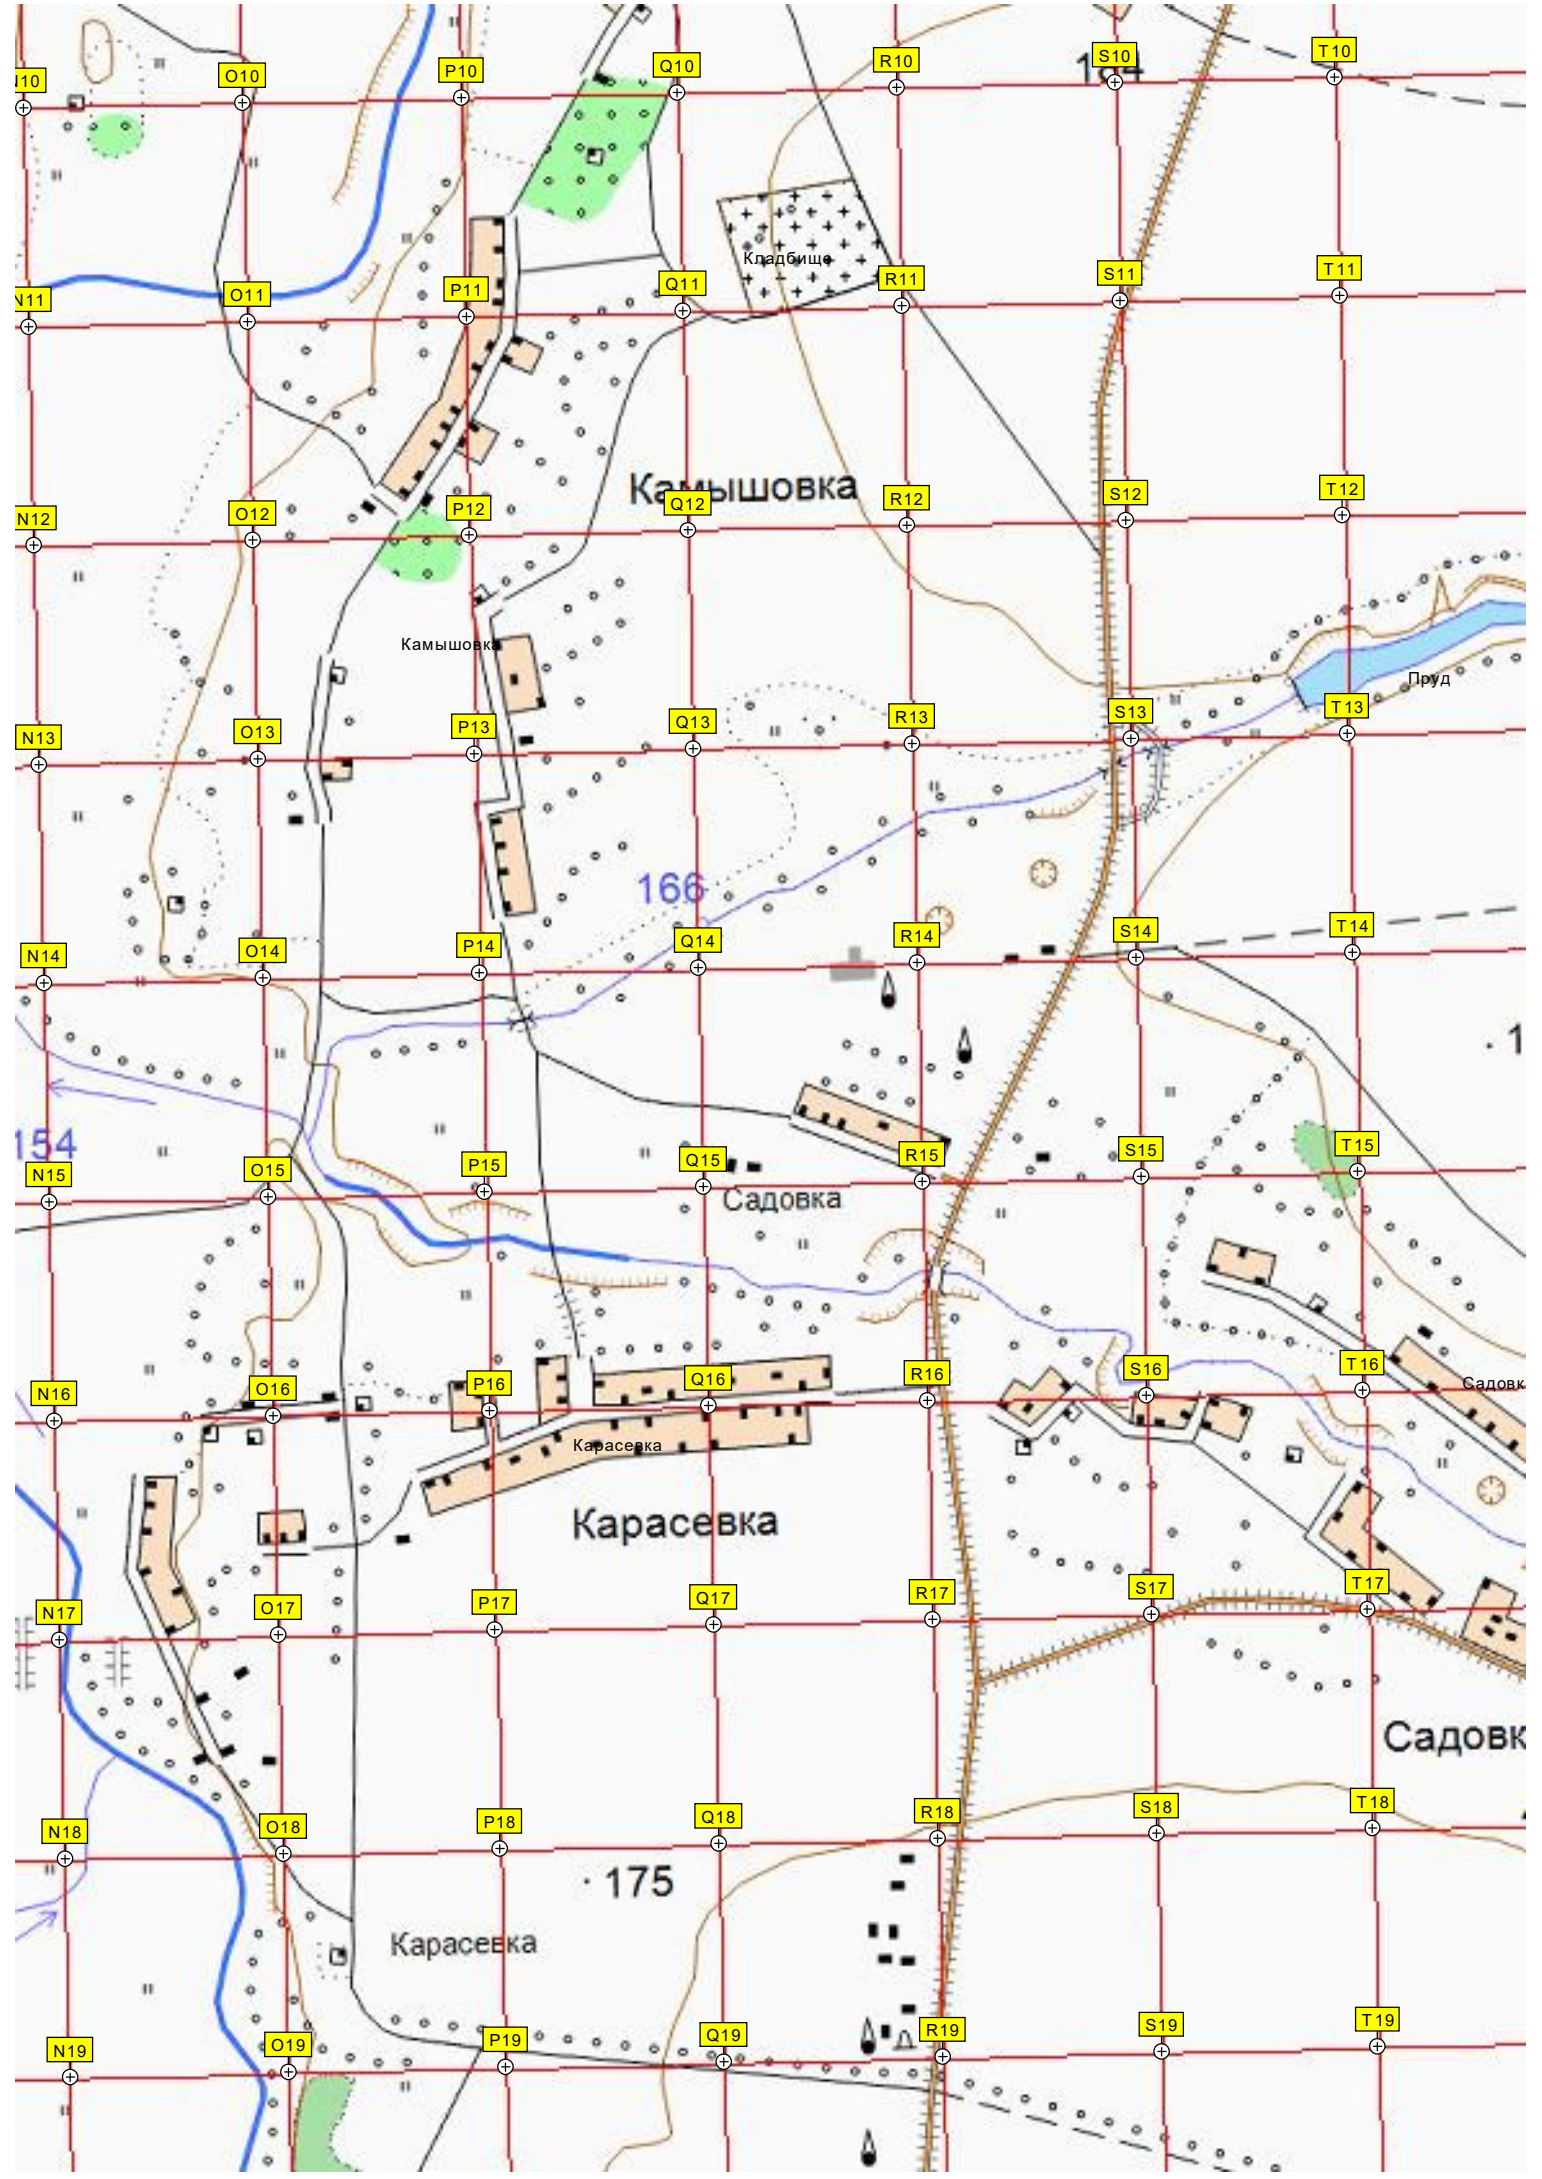 N10 O10 P10 Q10 R10 S10 T10
Кладбище
N11 O11 P11 Q11 R11 S11 T11
Камышовка
N12 O12 P12 Q12 R12 S12 T12
Камышовка
Пруд
N13 O13 P13 Q13 R13 S13 T13
166
N14 O14 P14 Q14 R14 S14 T14
1
154
N15 O15 P15 Q15 R15 S15 T15
Садовка
N16 O16 P16 Q16 R16 S16 T16
Садовк
Карасевка
Карасевка
N17 O17 P17 Q17 R17 S17 T17
Садовк
N18 O18 P18 Q18 R18 S18 T18
175
Карасевка
N19 O19 P19 Q19 R19 S19 T19